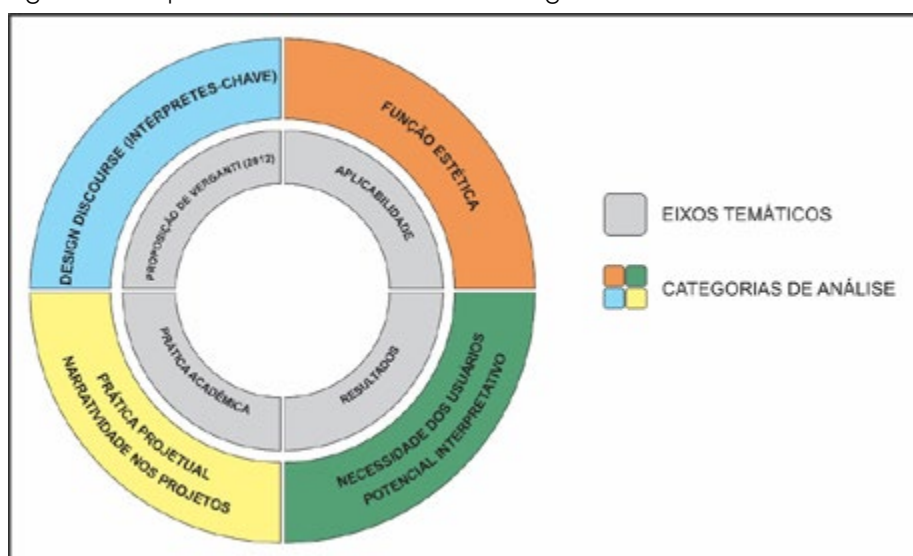 DESIGN DISCOURSE (INTÉRPRETES-CHAVE)
FUNÇÃO ESTÉTICA
PROPOSIÇÃO DE VERGANTI (2012)
APLICABILIDADE
PRÁTICA ACADÊMICA
RESULTADOS
PRÁTICA PROJETUAL
NARRATIVIDADE NOS PROJETOS
NECESSIDADE DOS USUÁRIOS
POTENCIAL INTERPRETATIVO
EIXOS TEMÁTICOS
CATEGORIAS DE ANÁLISE